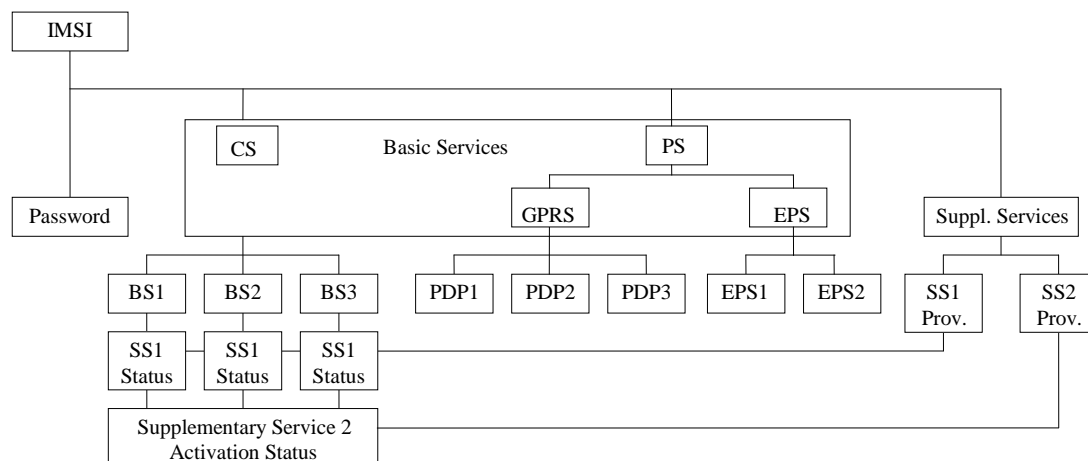 IMSI
CS
Basic Services
PS
Password
GPRS
EPS
Suppl. Services
BS1
BS2
BS3
PDP1
PDP2
PDP3
EPS1
EPS2
SS1
Prov.
SS2
Prov.
SS1
Status
SS1
Status
SS1
Status
Supplementary Service 2
Activation Status